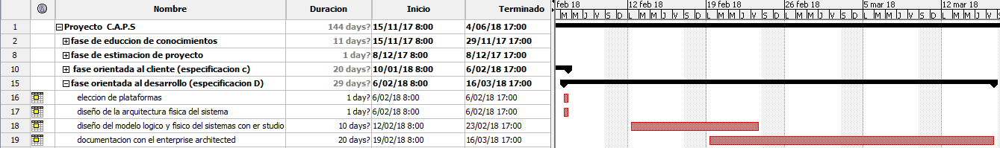 Nombre Duracion Inicio Terminado
feb 18 12 feb 18 19 feb 18 26 feb 18 5 mar 18 12 mar 18
M M J V S D L M M J V S D L M M J V S D L M M J V S D L M M J V S D L M M J V S
1 Proyecto C.A.P.S 144 days? 15/11/17 8:00 4/06/18 17:00
2 fase de educcion de conocimientos 11 days? 15/11/17 8:00 29/11/17 17:00
8 fase de estimacion de proyecto 1 day? 8/12/17 8:00 8/12/17 17:00
10 fase orientada al cliente (especificacion c) 20 days? 10/01/18 8:00 6/02/18 17:00
15 fase orientada al desarrollo (especificacion D) 29 days? 6/02/18 8:00 16/03/18 17:00
16 eleccion de plataformas 1 day? 6/02/18 8:00 6/02/18 17:00
17 diseño de la arquitectura fisica del sistema 1 day? 6/02/18 8:00 6/02/18 17:00
18 diseño del modelo logico y fisico del sistemas con er studio 10 days? 12/02/18 8:00 23/02/18 17:00
19 documentacion con el enterprise architected 20 days? 19/02/18 8:00 16/03/18 17:00